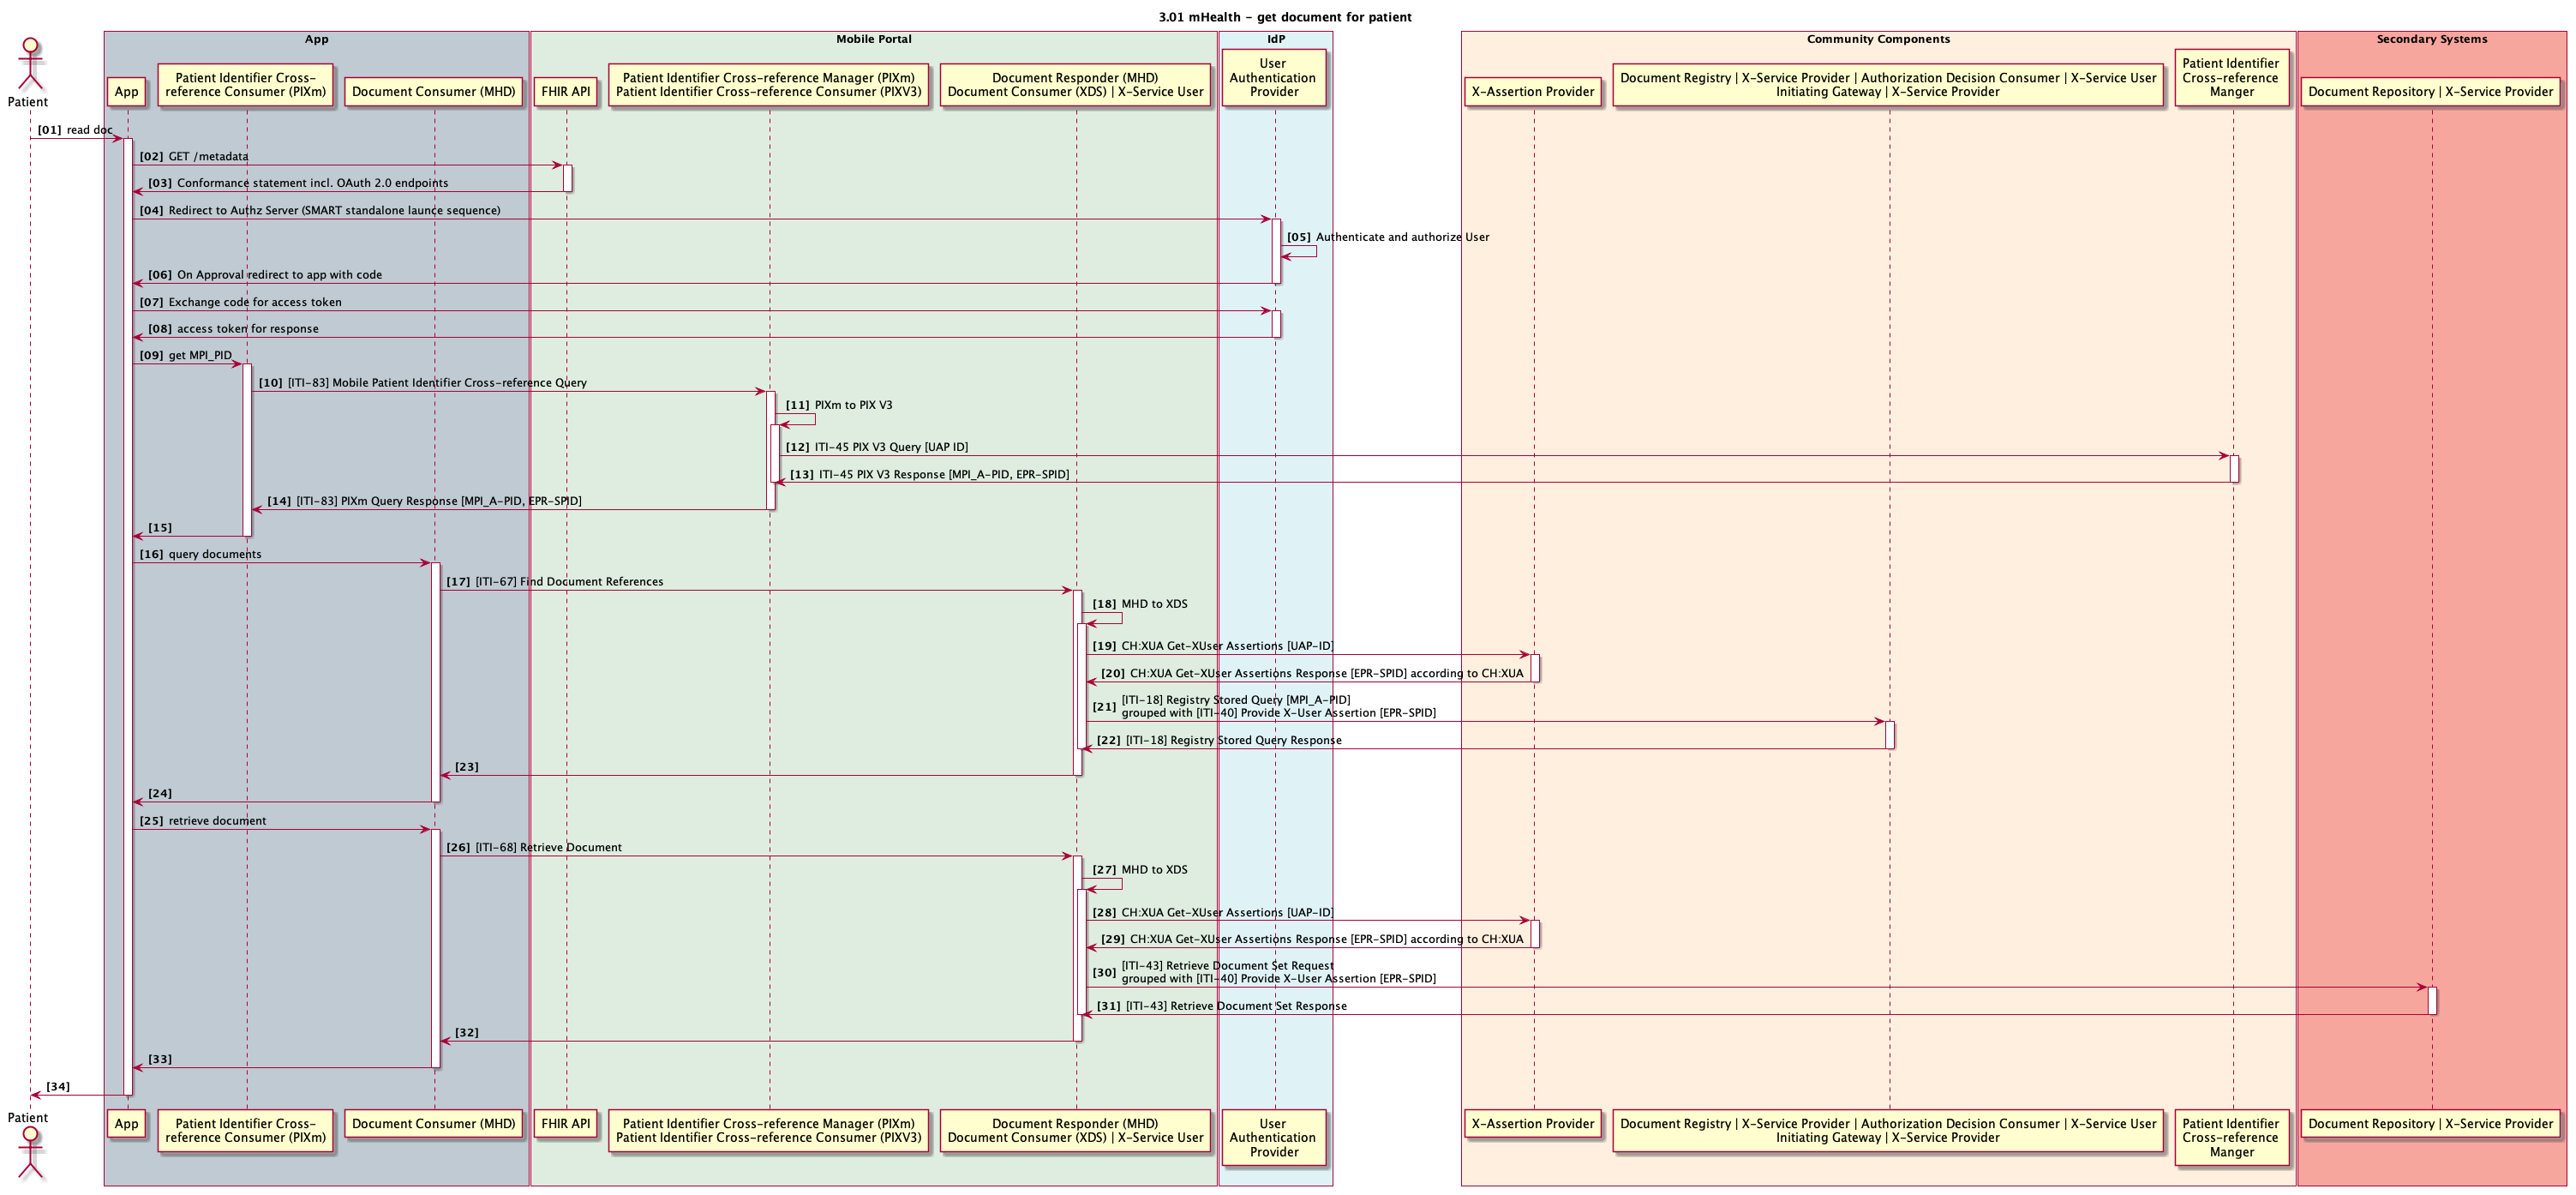 3.01 mHealth - get document for patient
App
Mobile Portal
IdP
Community Components
Secondary Systems
Patient
App
Patient Identifier Cross-
reference Consumer (PIXm)
Document Consumer (MHD)
FHIR API
Patient Identifier Cross-reference Manager (PIXm)
Patient Identifier Cross-reference Consumer (PIXV3)
Document Responder (MHD)
Document Consumer (XDS) | X-Service User
User
Authentication
Provider
X-Assertion Provider
Document Registry | X-Service Provider | Authorization Decision Consumer | X-Service User
Initiating Gateway | X-Service Provider
Patient Identifier
Cross-reference
Manger
Document Repository | X-Service Provider
[01] read doc
[02] GET /metadata
[03] Conformance statement incl. OAuth 2.0 endpoints
[04] Redirect to Authz Server (SMART standalone launce sequence)
[05] Authenticate and authorize User
[06] On Approval redirect to app with code
[07] Exchange code for access token
[08] access token for response
[09] get MPI_PID
[10] [ITI-83] Mobile Patient Identifier Cross-reference Query
[11] PIXm to PIX V3
[12] ITI-45 PIX V3 Query [UAP ID]
[13] ITI-45 PIX V3 Response [MPI_A-PID, EPR-SPID]
[14] [ITI-83] PIXm Query Response [MPI_A-PID, EPR-SPID]
[15]
[16] query documents
[17] [ITI-67] Find Document References
[18] MHD to XDS
[19] CH:XUA Get-XUser Assertions [UAP-ID]
[20] CH:XUA Get-XUser Assertions Response [EPR-SPID] according to CH:XUA
[21] [ITI-18] Registry Stored Query [MPI_A-PID]
grouped with [ITI-40] Provide X-User Assertion [EPR-SPID]
[22] [ITI-18] Registry Stored Query Response
[23]
[24]
[25] retrieve document
[26] [ITI-68] Retrieve Document
[27] MHD to XDS
[28] CH:XUA Get-XUser Assertions [UAP-ID]
[29] CH:XUA Get-XUser Assertions Response [EPR-SPID] according to CH:XUA
[30] [ITI-43] Retrieve Document Set Request
grouped with [ITI-40] Provide X-User Assertion [EPR-SPID]
[31] [ITI-43] Retrieve Document Set Response
[32]
[33]
[34]
Patient
App
Patient Identifier Cross-
reference Consumer (PIXm)
Document Consumer (MHD)
FHIR API
Patient Identifier Cross-reference Manager (PIXm)
Patient Identifier Cross-reference Consumer (PIXV3)
Document Responder (MHD)
Document Consumer (XDS) | X-Service User
User
Authentication
Provider
X-Assertion Provider
Document Registry | X-Service Provider | Authorization Decision Consumer | X-Service User
Initiating Gateway | X-Service Provider
Patient Identifier
Cross-reference
Manger
Document Repository | X-Service Provider